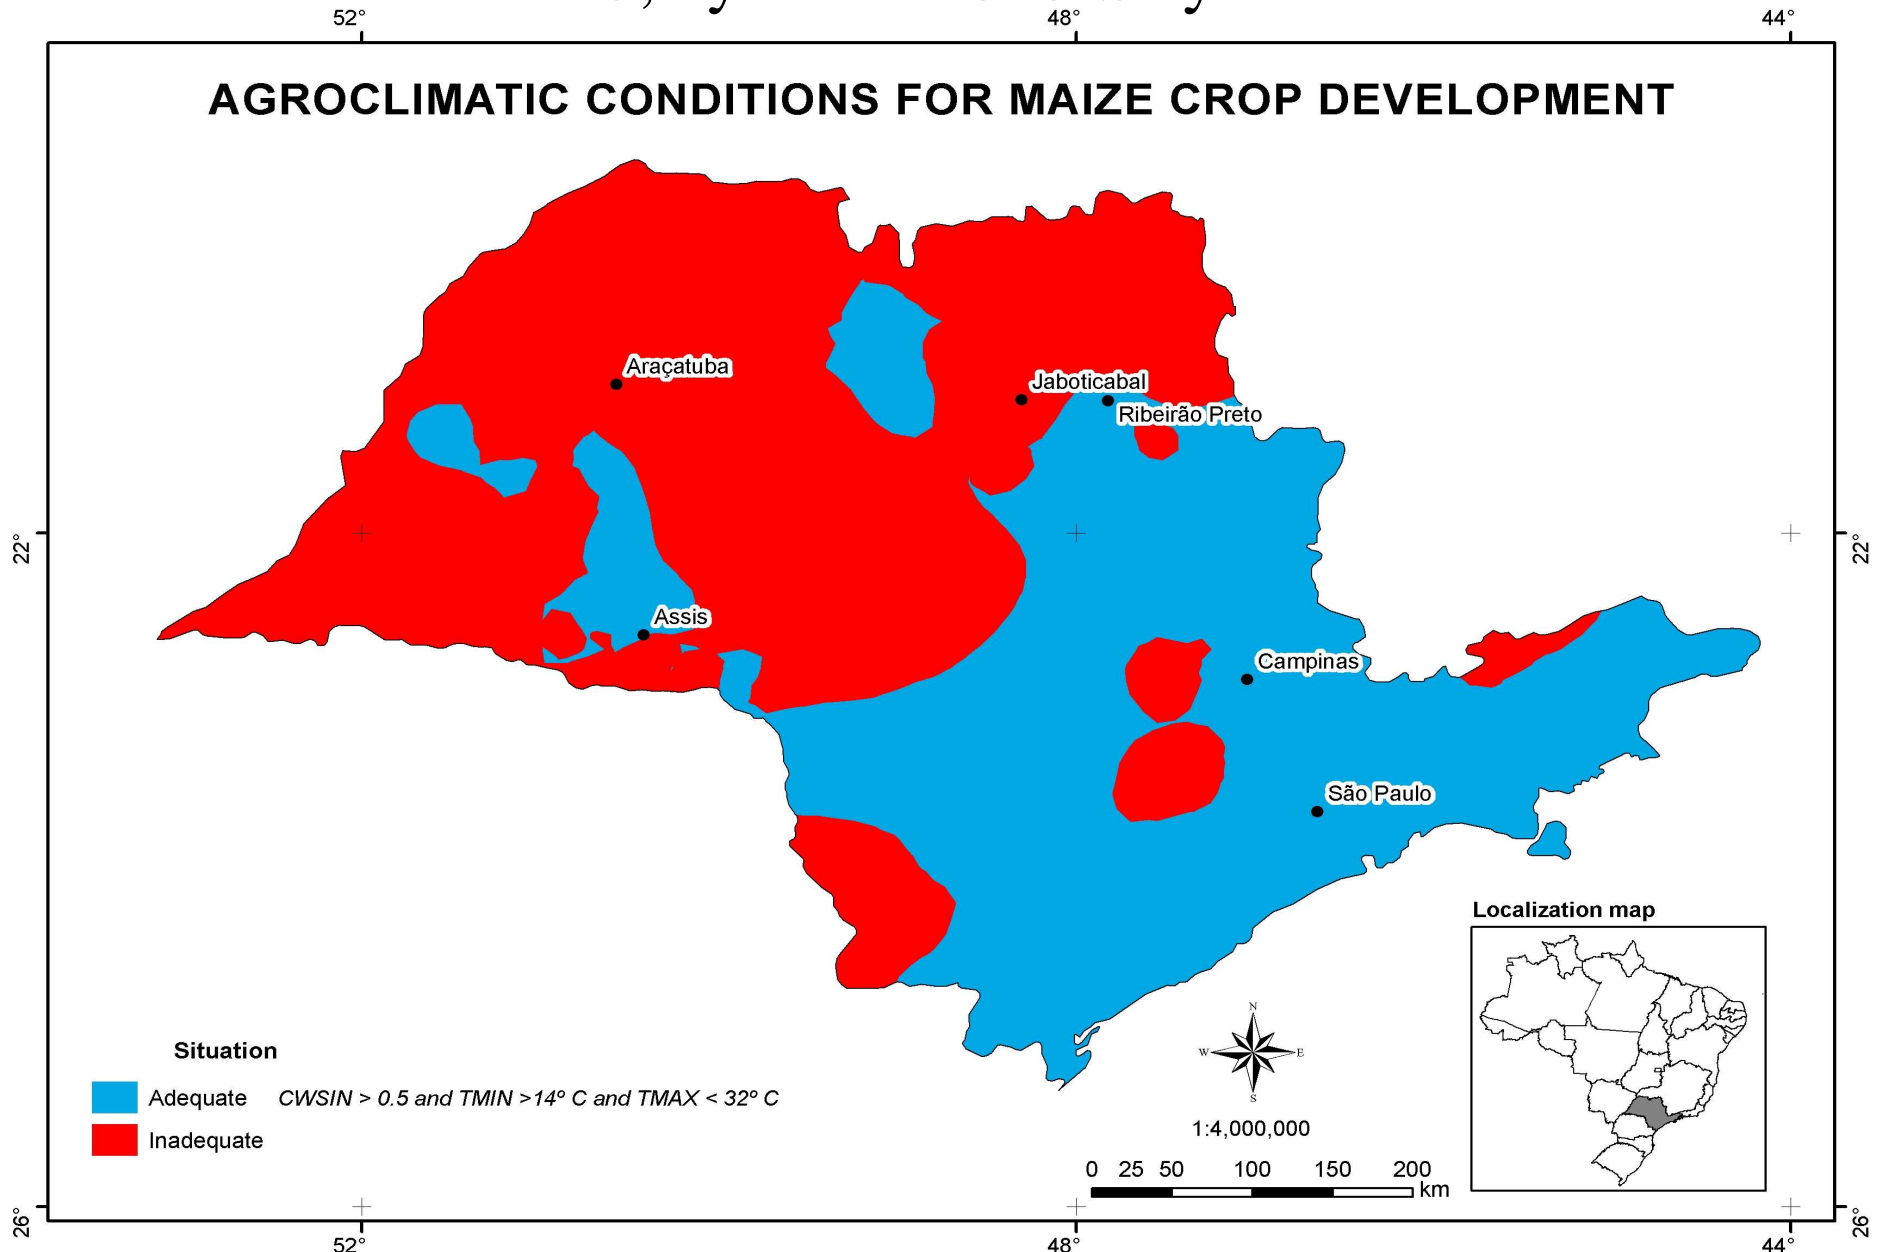 52° 48° 44°
AGROCLIMATIC CONDITIONS FOR MAIZE CROP DEVELOPMENT
Araçatuba
Jaboticabal
Ribeirão Preto
22° 22°
Assis
Campinas
São Paulo
Localization map
N
W E
S
Situation
Adequate CWSIN > 0.5 and TMIN >14º C and TMAX < 32º C
Inadequate
1:4,000,000
0 25 50 100 150 200
km
26° 26°
52° 48° 44°